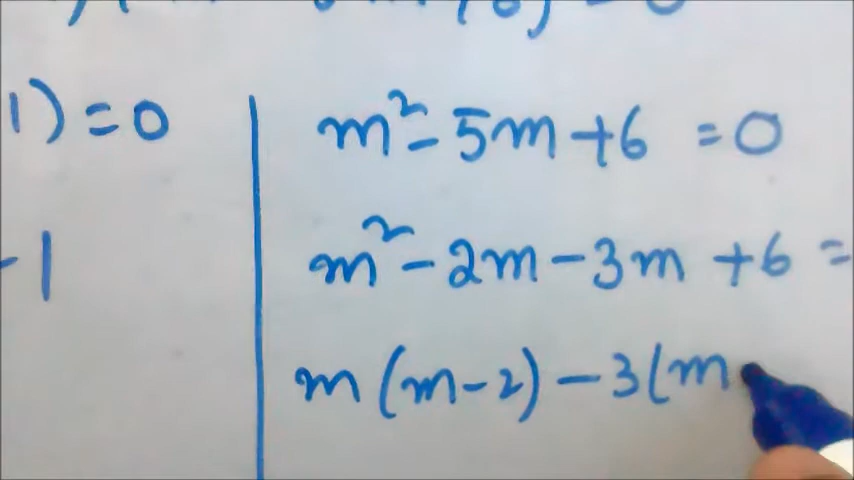 1) = 0
-1
m² - 5m + 6 = 0
m² - 2m - 3m + 6 =
m(m - 2) - 3(m